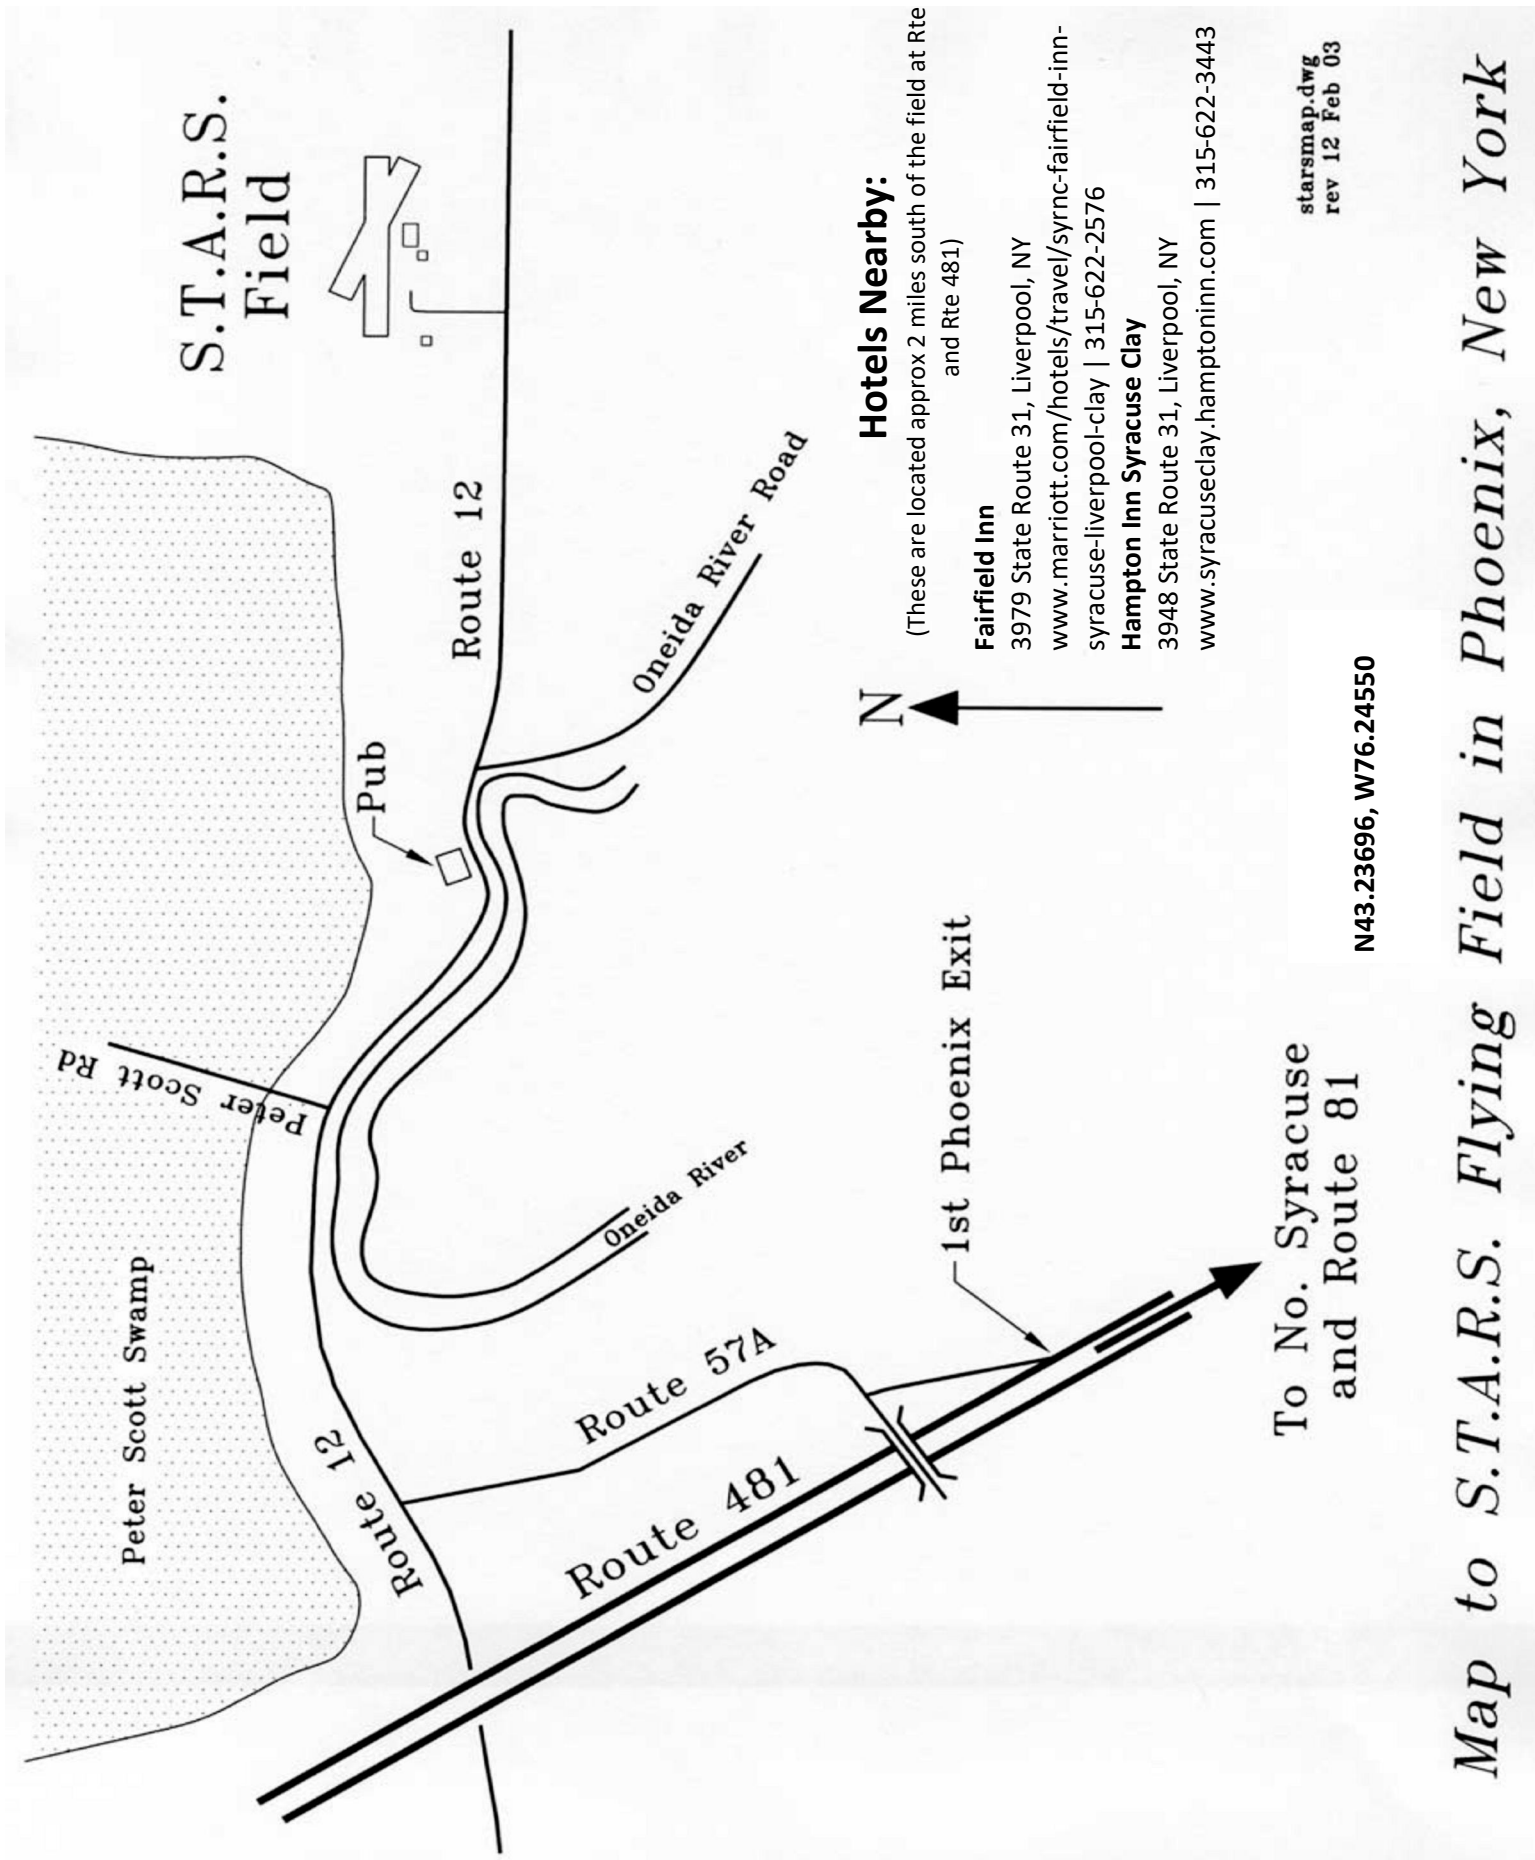 S.T.A.R.S.
Field
Peter Scott Swamp
Peter Scott Rd
Pub
Route 12
Route 12
Oneida River Road
Oneida River
Route 57A
Route 481
N
1st Phoenix Exit
To No. Syracuse
and Route 81
Hotels Nearby:
(These are located approx 2 miles south of the field at Rte
and Rte 481)
Fairfield Inn
3979 State Route 31, Liverpool, NY
www.marriott.com/hotels/travel/syrnc-fairfield-inn-
syracuse-liverpool-clay | 315-622-2576
Hampton Inn Syracuse Clay
3948 State Route 31, Liverpool, NY
www.syracuseclay.hamptoninn.com | 315-622-3443
N43.23696, W76.24550
starsmap.dwg
rev 12 Feb 03
Map to S.T.A.R.S. Flying Field in Phoenix, New York